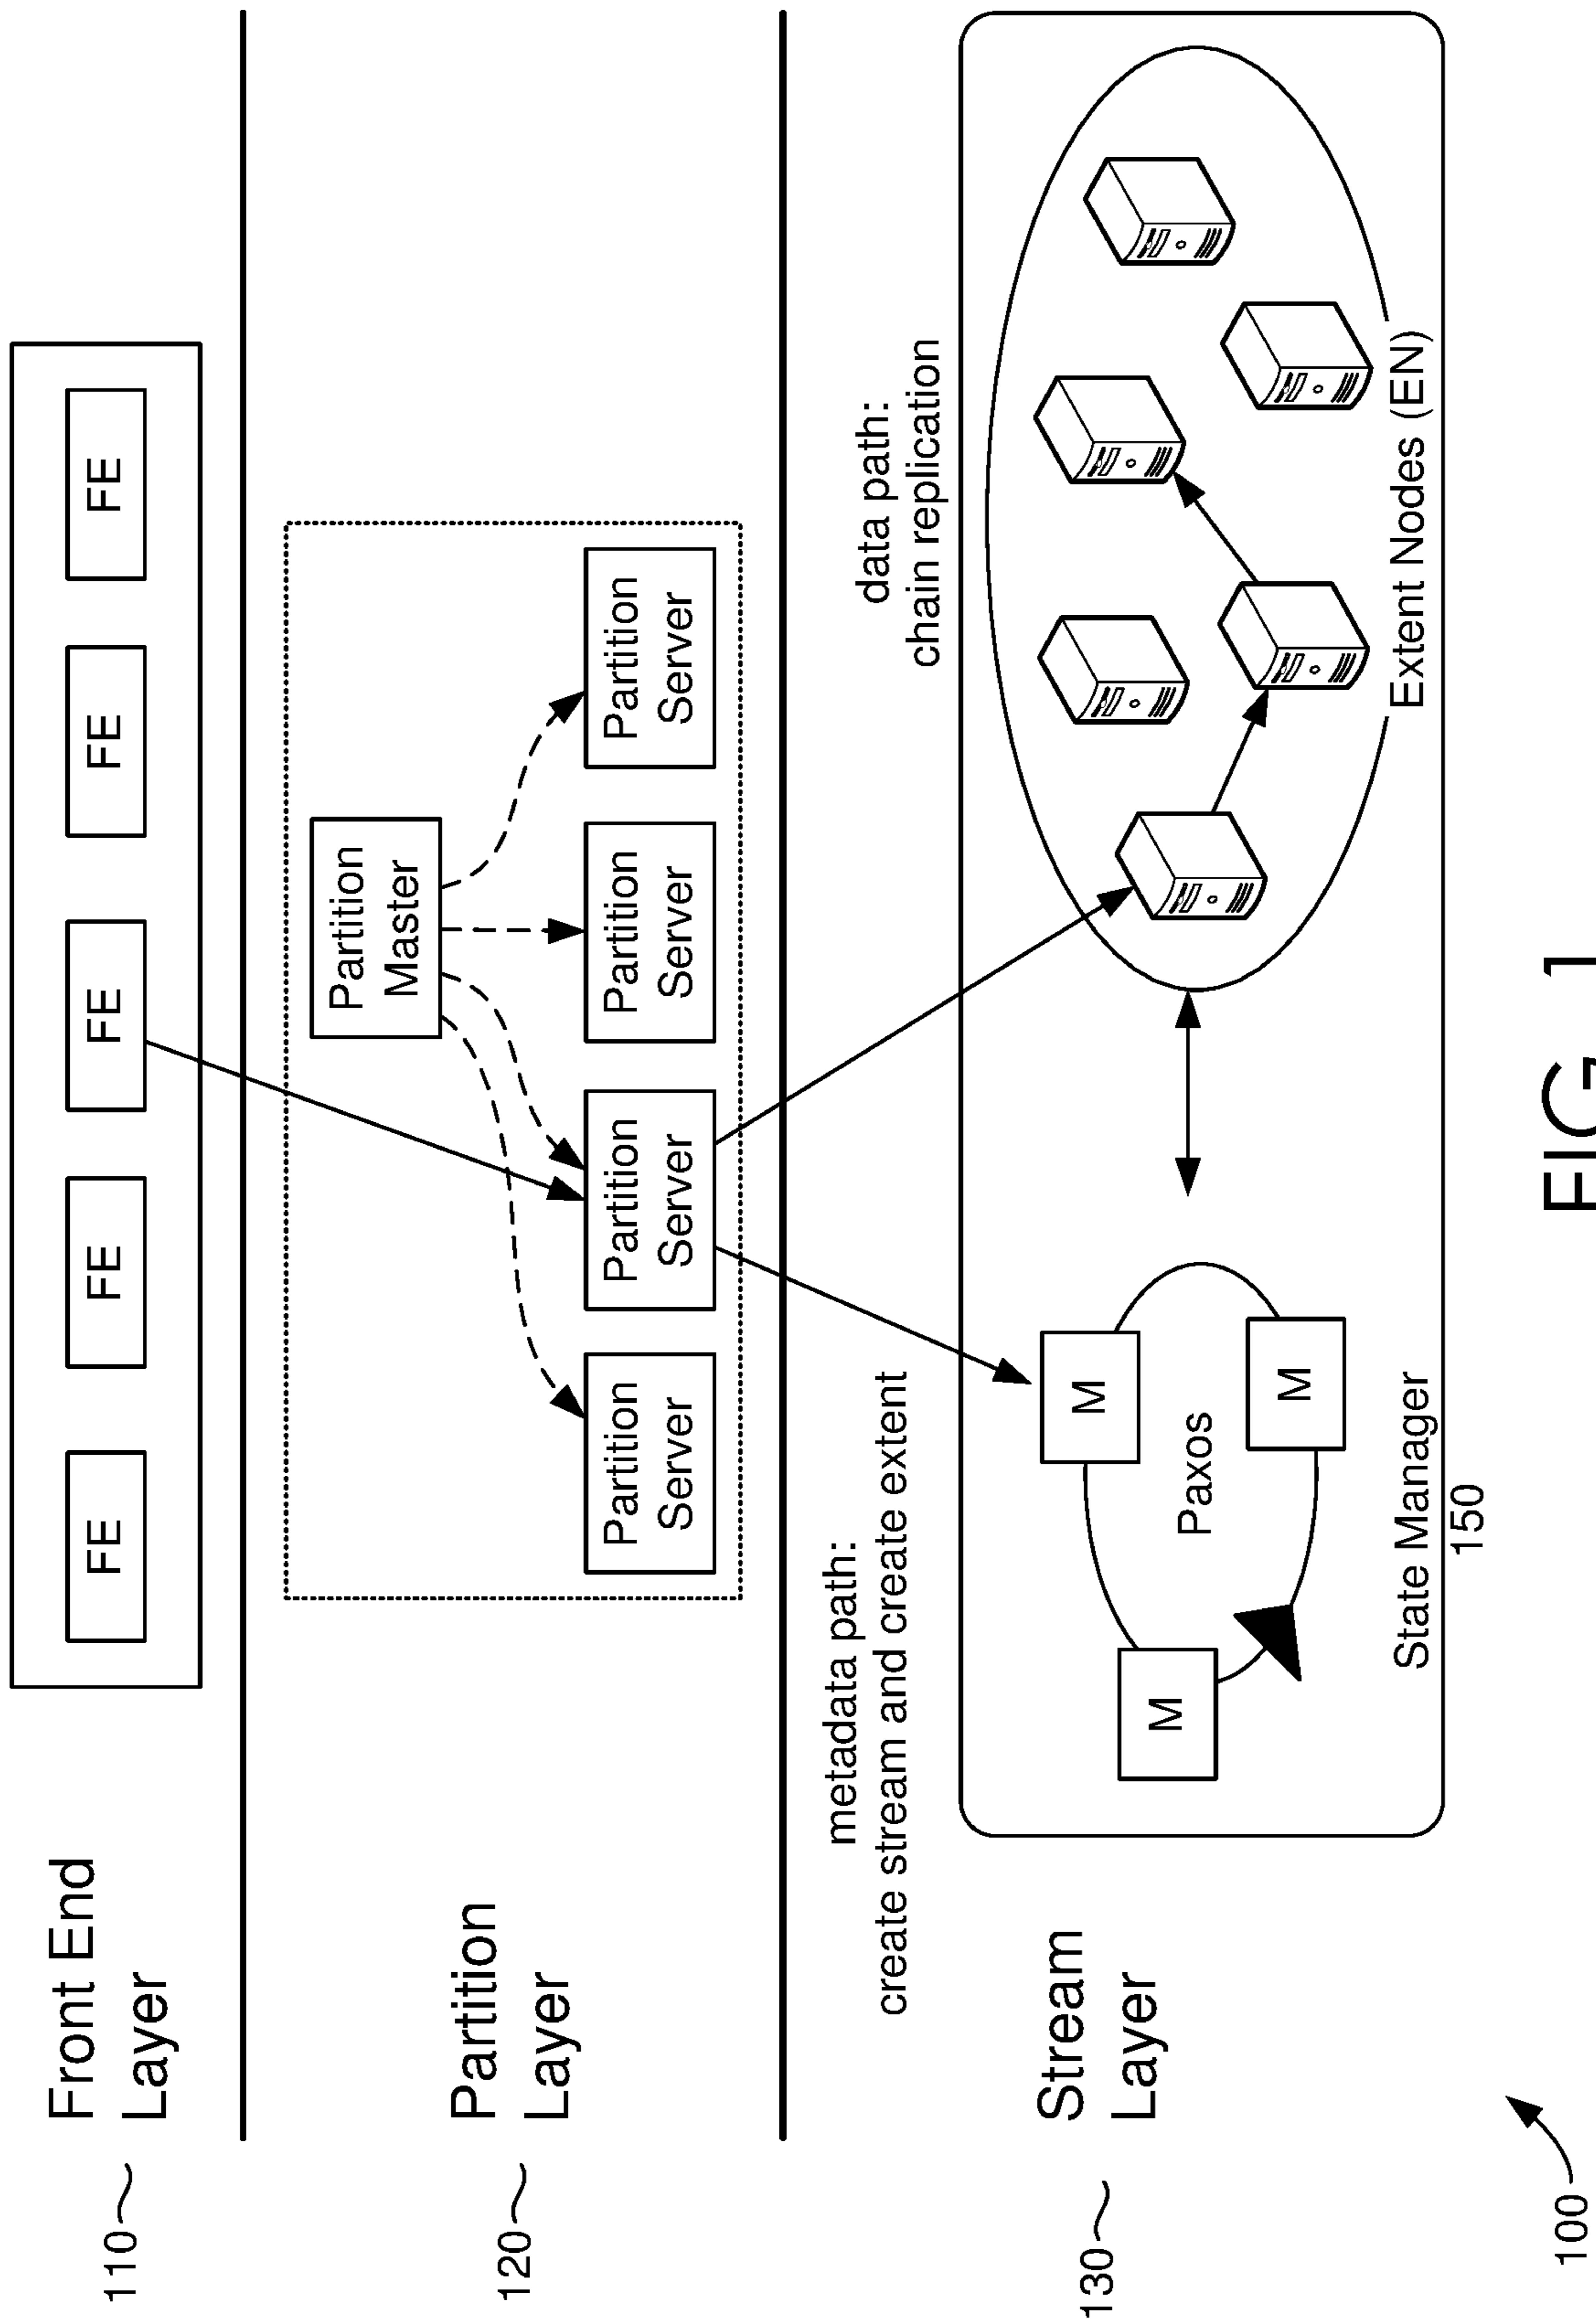 110
Front End
Layer
FE
FE
FE
FE
FE
120
Partition
Layer
Partition
Master
Partition
Server
Partition
Server
Partition
Server
Partition
Server
metadata path:
create stream and create extent
data path:
chain replication
130
Stream
Layer
M
M
M
Paxos
State Manager
150
Extent Nodes (EN)
100
FIG. 1